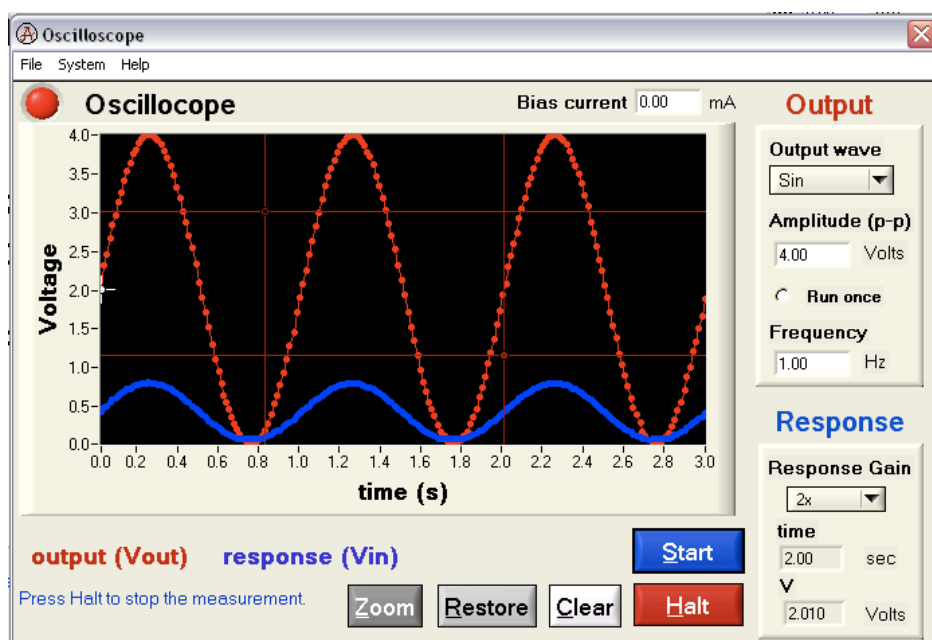 Oscilloscope
File System Help
Oscillocope
Bias current 0.00 mA
Output
Output wave
Sin
Amplitude (p-p)
4.00 Volts
Run once
Frequency
1.00 Hz
Voltage
4.0
3.0
2.5
2.0
1.5
1.0
0.5
0.0
0.0 0.2 0.4 0.6 0.8 1.0 1.2 1.4 1.6 1.8 2.0 2.2 2.4 2.6 2.8 3.0
time (s)
Response
Response Gain
2x
time
2.00 sec
V
2.010 Volts
output (Vout) response (Vin)
Start
Press Halt to stop the measurement.
Zoom Restore Clear Halt